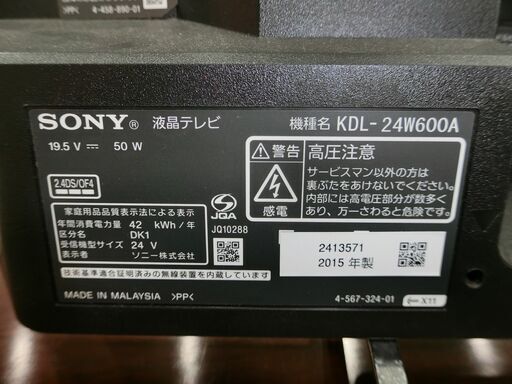 >PP< 4-458-890-01
SONY® 液晶テレビ 機種名 KDL-24W600A
19.5 V ⎓ 50 W
2.4DS/OF4
家庭用品品質表示法による表示
年間消費電力量 42 kWh/年
区分名 DK1
受信機型サイズ 24 V
表示者 ソニー株式会社
JQA
JQ10288
感電
警告 高圧注意
サービスマン以外の方は
裏ぶたをあけないでください。
内部には高電圧部分が数多く
あり、万一さわると危険です。
2413571
2015 年製
技術基準適合証明済みの無線装置を内蔵しています
MADE IN MALAYSIA >PP<
4-567-324-01 X11